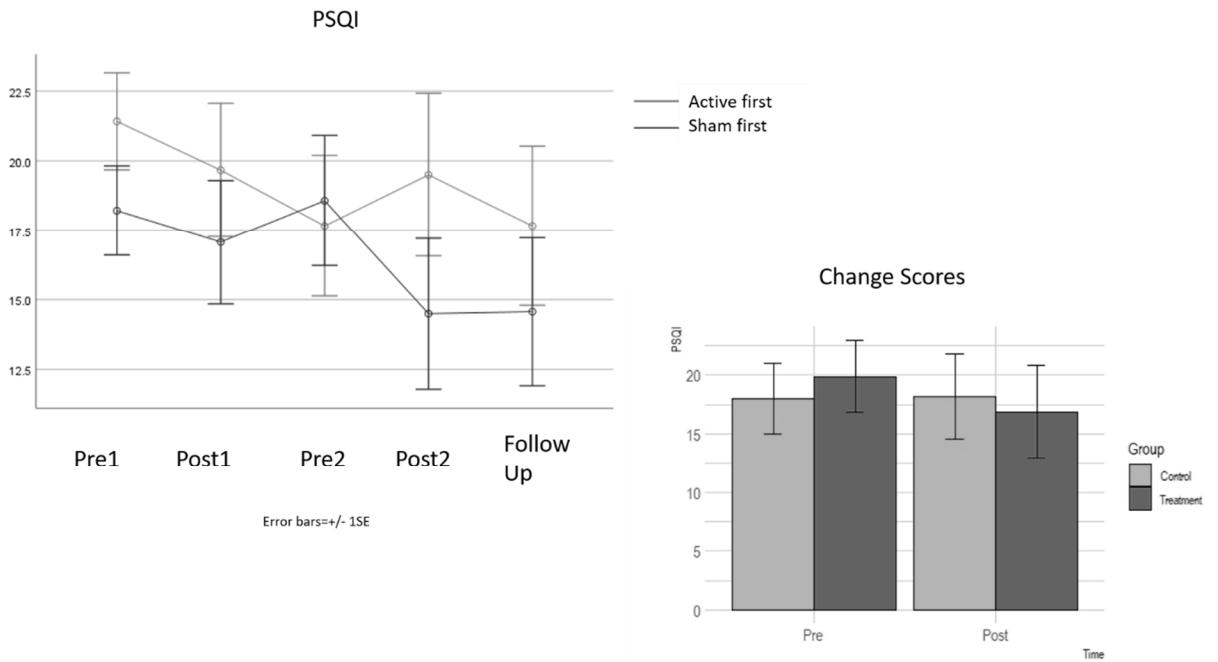 PSQI
22.5
20.0
17.5
15.0
12.5
Pre1 Post1 Pre2 Post2 Follow
Up
Error bars=+/- 1SE
Active first
Sham first
Change Scores
PSQI
20
15
10
5
0
Pre Post
Time
Group
Control
Treatment